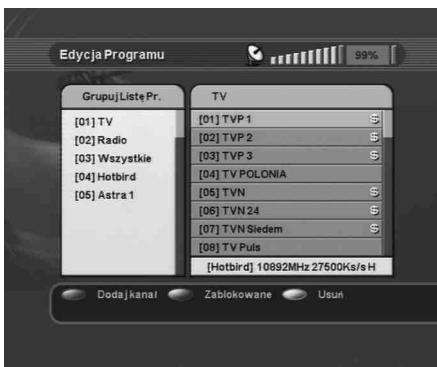 Edycja Programu
99%
Grupuj Listę Pr.
[01] TV
[02] Radio
[03] Wszystkie
[04] Hotbird
[05] Astra 1
TV
[01] TVP 1 $
[02] TVP 2 $
[03] TVP 3 $
[04] TV POLONIA
[05] TVN $
[06] TVN 24 $
[07] TVN Siedem $
[08] TV Puls
[Hotbird] 10892MHz 27500Ks/s H
Dodaj kanał Zablokowane Usuń